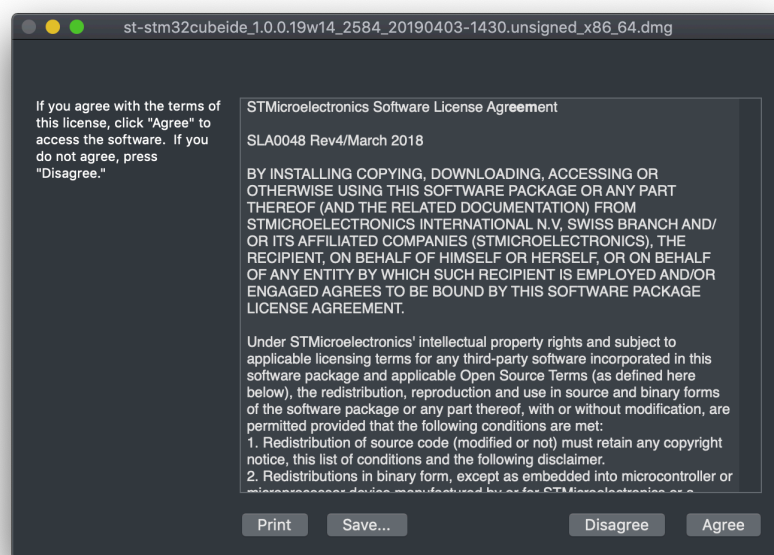 st-stm32cubeide_1.0.0.19w14_2584_20190403-1430.unsigned_x86_64.dmg
If you agree with the terms of
this license, click "Agree" to
access the software. If you
do not agree, press
"Disagree."
STMicroelectronics Software License Agreement
SLA0048 Rev4/March 2018
BY INSTALLING COPYING, DOWNLOADING, ACCESSING OR
OTHERWISE USING THIS SOFTWARE PACKAGE OR ANY PART
THEREOF (AND THE RELATED DOCUMENTATION) FROM
STMICROELECTRONICS INTERNATIONAL N.V, SWISS BRANCH AND/
OR ITS AFFILIATED COMPANIES (STMICROELECTRONICS), THE
RECIPIENT, ON BEHALF OF HIMSELF OR HERSELF, OR ON BEHALF
OF ANY ENTITY BY WHICH SUCH RECIPIENT IS EMPLOYED AND/OR
ENGAGED AGREES TO BE BOUND BY THIS SOFTWARE PACKAGE
LICENSE AGREEMENT.
Under STMicroelectronics' intellectual property rights and subject to
applicable licensing terms for any third-party software incorporated in this
software package and applicable Open Source Terms (as defined here
below), the redistribution, reproduction and use in source and binary forms
of the software package or any part thereof, with or without modification, are
permitted provided that the following conditions are met:
1. Redistribution of source code (modified or not) must retain any copyright
notice, this list of conditions and the following disclaimer.
2. Redistributions in binary form, except as embedded into microcontroller or
microprocessor device manufactured by or for STMicroelectronics or a
Print Save... Disagree Agree